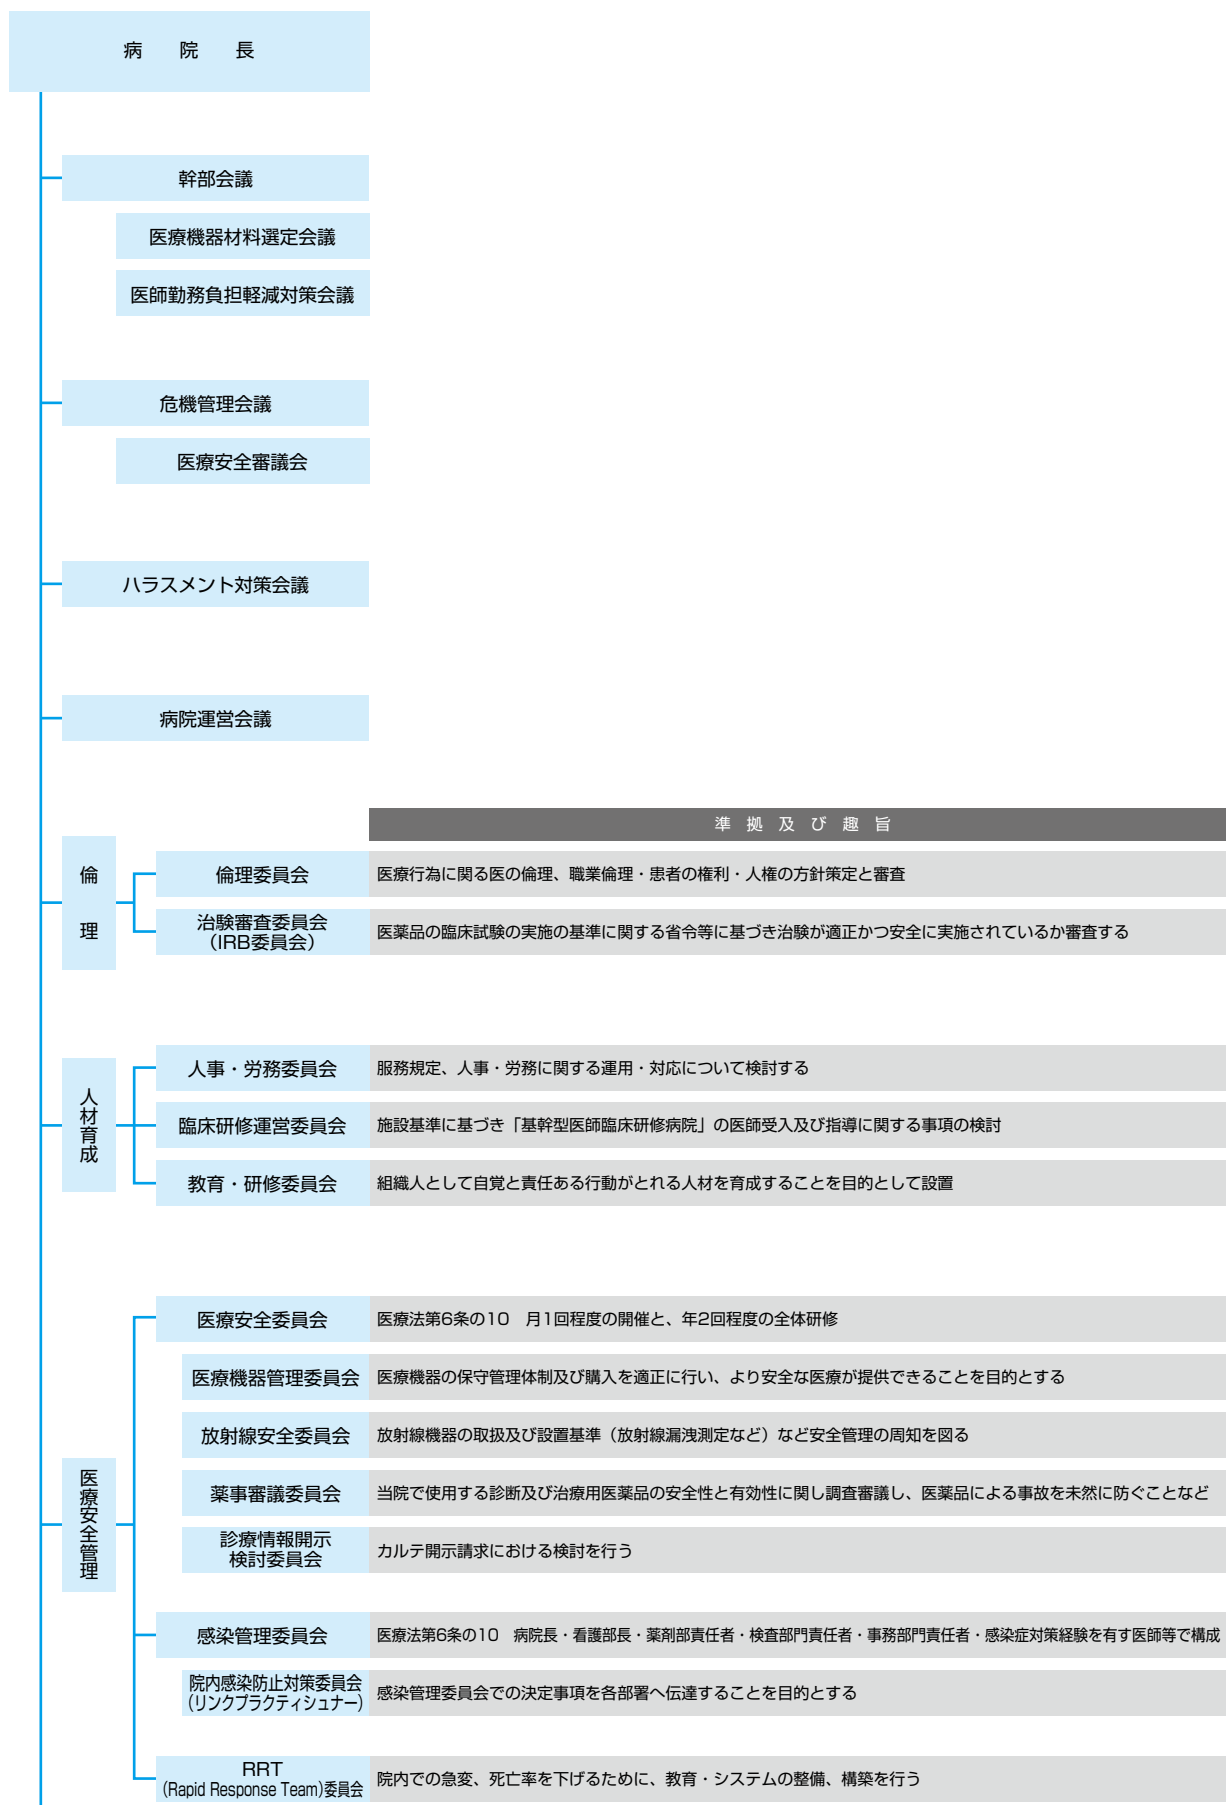 病　院　長
幹部会議
医療機器材料選定会議
医師勤務負担軽減対策会議
危機管理会議
医療安全審議会
ハラスメント対策会議
病院運営会議
準拠及び趣旨
倫理
倫理委員会
医療行為に関る医の倫理、職業倫理・患者の権利・人権の方針策定と審査
治験審査委員会
（IRB委員会）
医薬品の臨床試験の実施の基準に関する省令等に基づき治験が適正かつ安全に実施されているか審査する
人材育成
人事・労務委員会
服務規定、人事・労務に関する運用・対応について検討する
臨床研修運営委員会
施設基準に基づき「基幹型医師臨床研修病院」の医師受入及び指導に関する事項の検討
教育・研修委員会
組織人として自覚と責任ある行動がとれる人材を育成することを目的として設置
医療安全管理
医療安全委員会
医療法第6条の10　月1回程度の開催と、年2回程度の全体研修
医療機器管理委員会
医療機器の保守管理体制及び購入を適正に行い、より安全な医療が提供できることを目的とする
放射線安全委員会
放射線機器の取扱及び設置基準（放射線漏洩測定など）など安全管理の周知を図る
薬事審議委員会
当院で使用する診断及び治療用医薬品の安全性と有効性に関し調査審議し、医薬品による事故を未然に防ぐことなど
診療情報開示
検討委員会
カルテ開示請求における検討を行う
感染管理委員会
医療法第6条の10　病院長・看護部長・薬剤部責任者・検査部門責任者・事務部門責任者・感染症対策経験を有す医師等で構成
院内感染防止対策委員会
（リンクプラクティショナー）
感染管理委員会での決定事項を各部署へ伝達することを目的とする
RRT
(Rapid Response Team)委員会
院内での急変、死亡率を下げるために、教育・システムの整備、構築を行う